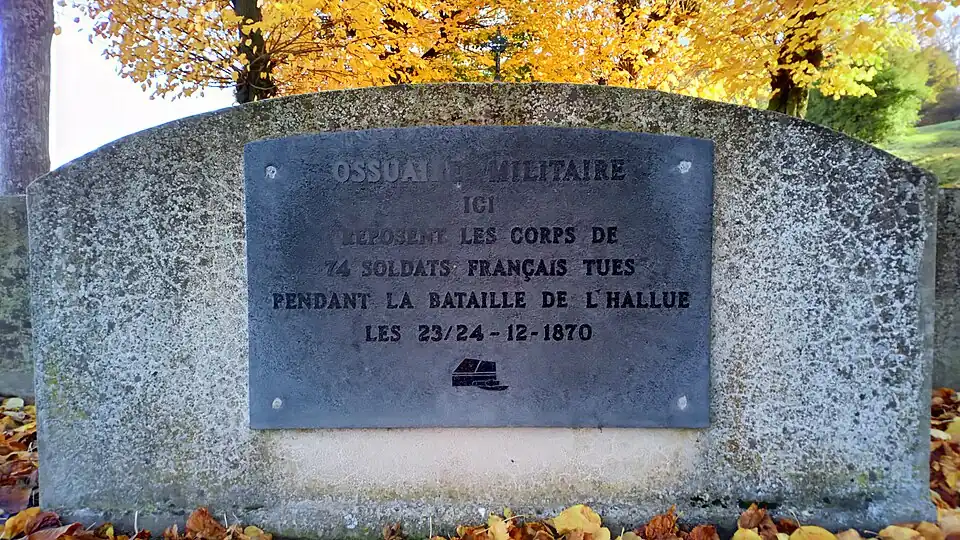 OSSUAIRE MILITAIRE
ICI
REPOSENT LES CORPS DE
74 SOLDATS FRANÇAIS TUES
PENDANT LA BATAILLE DE L'HALLUE
LES 23/24-12-1870